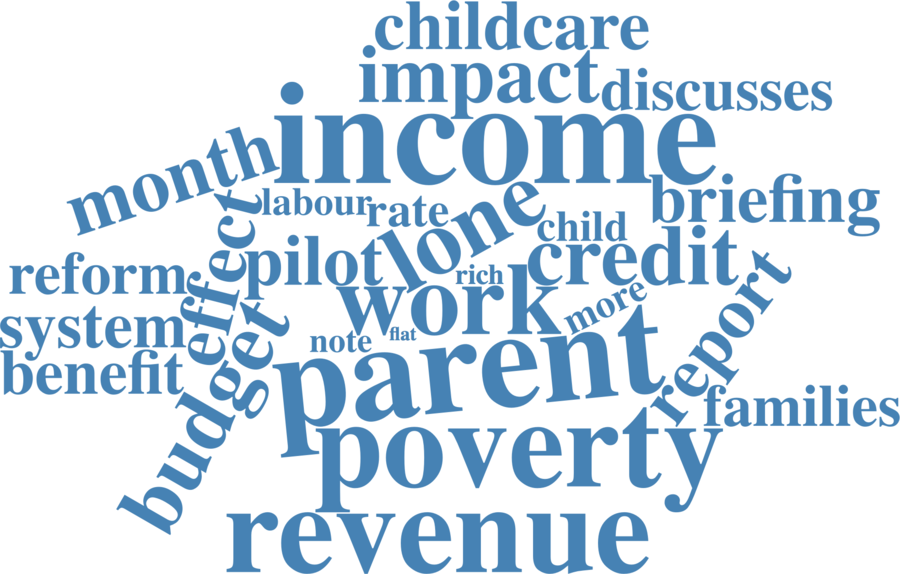 childcare
impact
discusses
income
month
labour
rate
lone
briefing
child
effect
pilot
credit
reform
rich
work
more
report
system
note
flat
budget
parent
benefit
families
poverty
revenue